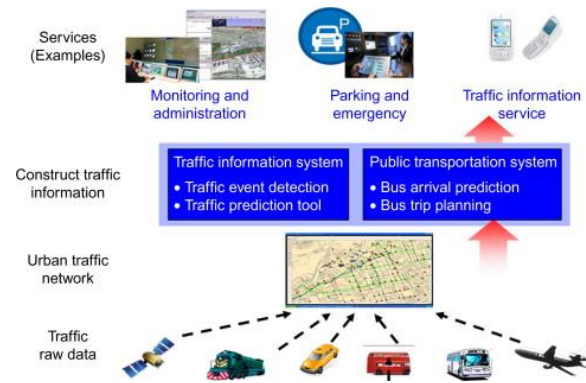 Services
(Examples)
P
Monitoring and
administration
Parking and
emergency
Traffic information
service
Construct traffic
information
Traffic information system
• Traffic event detection
• Traffic prediction tool
Public transportation system
• Bus arrival prediction
• Bus trip planning
Urban traffic
network
Traffic
raw data